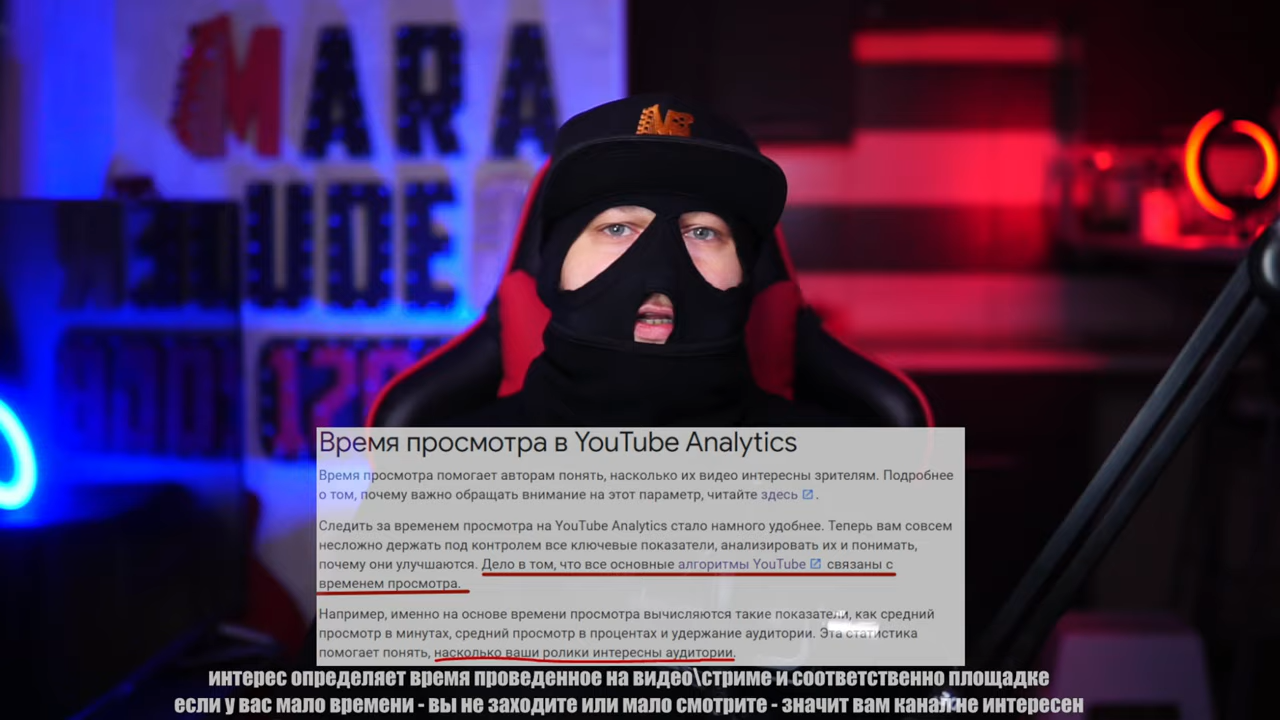 MARA
Время просмотра в YouTube Analytics
Время просмотра помогает авторам понять, насколько их видео интересны зрителям. Подробнее
о том, почему важно обращать внимание на этот параметр, читайте здесь.
Следить за временем просмотра на YouTube Analytics стало намного удобнее. Теперь вам совсем
несложно держать под контролем все ключевые показатели, анализировать их и понимать,
почему они улучшаются. Дело в том, что все основные алгоритмы YouTube связаны с
временем просмотра.
Например, именно на основе времени просмотра вычисляются такие показатели, как средний
просмотр в минутах, средний просмотр в процентах и удержание аудитории. Эта статистика
помогает понять, насколько ваши ролики интересны аудитории.
интерес определяет время проведенное на видео\стриме и соответственно площадке
если у вас мало времени - вы не заходите или мало смотрите - значит вам канал не интересен